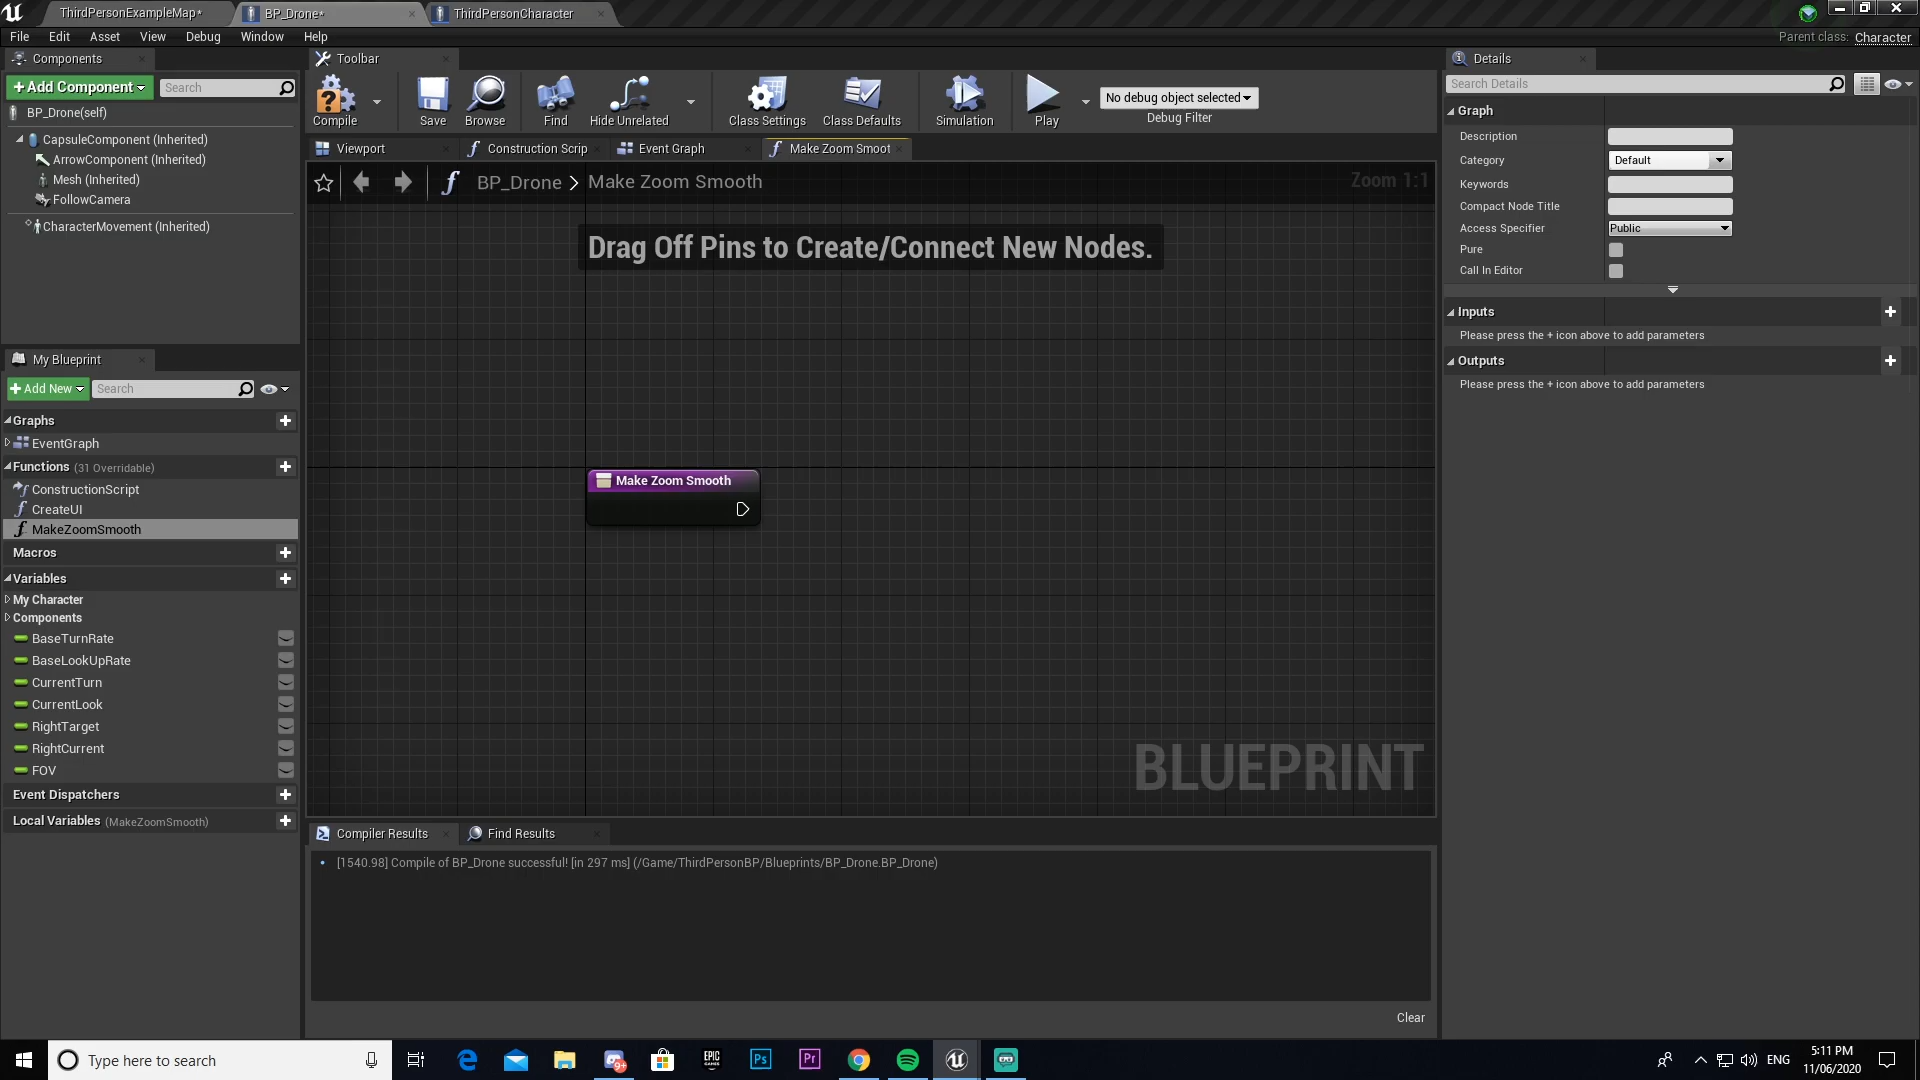 ThirdPersonExampleMap*
BP_Drone*
ThirdPersonCharacter
File Edit Asset View Debug Window Help
Parent class: Character
Components
Toolbar
Details
+Add Component
Search
Search Details
Compile
Save
Browse
Find
Hide Unrelated
Class Settings
Class Defaults
Simulation
Play
No debug object selected
Debug Filter
BP_Drone(self)
CapsuleComponent (Inherited)
ArrowComponent (Inherited)
Mesh (Inherited)
FollowCamera
CharacterMovement (Inherited)
Viewport
Construction Scrip
Event Graph
Make Zoom Smoot
BP_Drone > Make Zoom Smooth
Zoom 1:1
Drag Off Pins to Create/Connect New Nodes.
Make Zoom Smooth
BLUEPRINT
Graph
Description
Category
Default
Keywords
Compact Node Title
Access Specifier
Public
Pure
Call In Editor
Inputs
Please press the + icon above to add parameters
Outputs
Please press the + icon above to add parameters
My Blueprint
+Add New
Search
Graphs
EventGraph
Functions (31 Overridable)
ConstructionScript
CreateUI
MakeZoomSmooth
Macros
Variables
My Character
Components
BaseTurnRate
BaseLookUpRate
CurrentTurn
CurrentLook
RightTarget
RightCurrent
FOV
Event Dispatchers
Local Variables (MakeZoomSmooth)
Compiler Results
Find Results
[1540.98] Compile of BP_Drone successful! [in 297 ms] (/Game/ThirdPersonBP/Blueprints/BP_Drone.BP_Drone)
Clear
Type here to search
9+
EPIC
GAMES
Ps
Pr
ENG
5:11 PM
11/06/2020